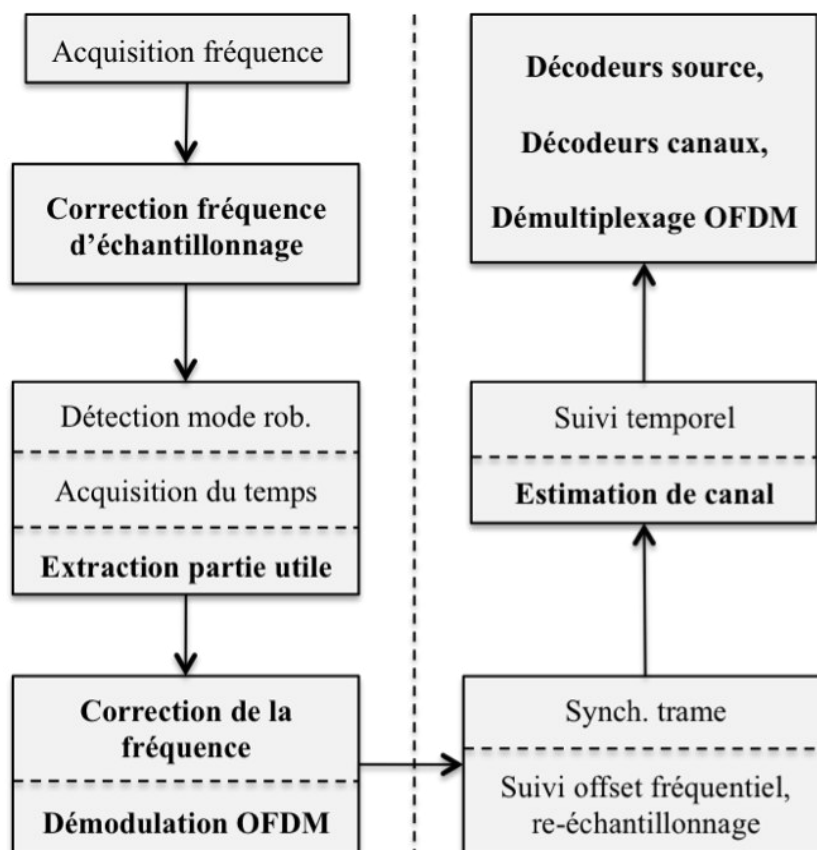 Acquisition fréquence
Correction fréquence
d'échantillonnage
Détection mode rob.
Acquisition du temps
Extraction partie utile
Correction de la
fréquence
Démodulation OFDM
Synch. trame
Suivi offset fréquentiel,
re-échantillonnage
Suivi temporel
Estimation de canal
Décodeurs source,
Décodeurs canaux,
Démultiplexage OFDM